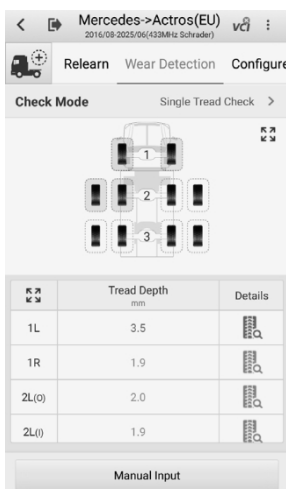 Mercedes->Actros(EU)
2016/08-2025/06(433MHz Schrader)
vci
Relearn Wear Detection Configure
Check Mode Single Tread Check >
1
2
3
Tread Depth Details
mm
1L 3.5
1R 1.9
2L(O) 2.0
2L(I) 1.9
Manual Input